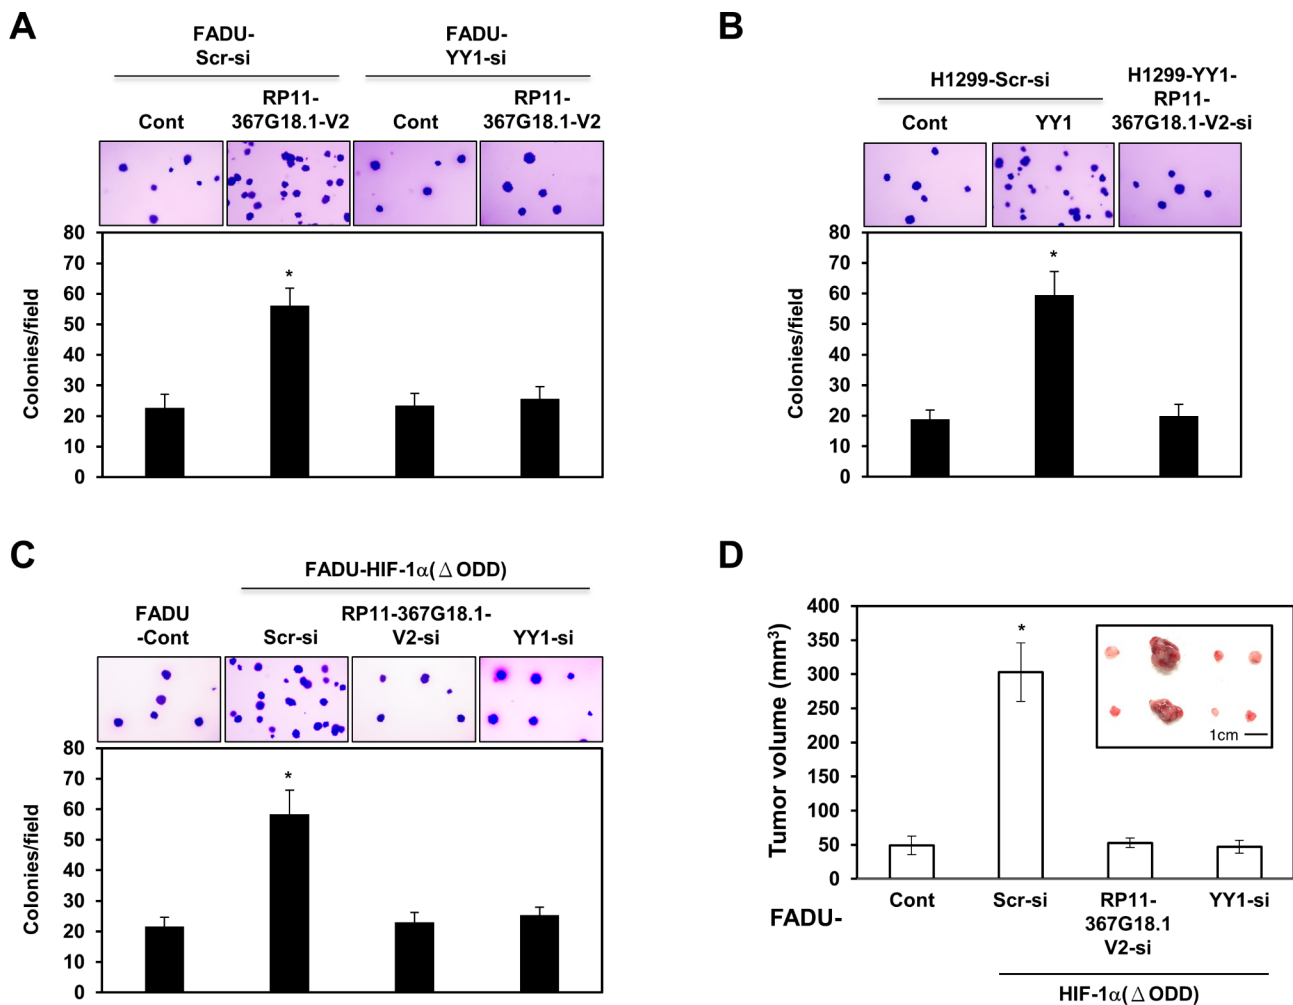 A
FADU-
Scr-si
FADU-
YY1-si
Cont
RP11-
367G18.1-V2
Cont
RP11-
367G18.1-V2
Colonies/field
80
70
60
50
40
30
20
10
0
*
B
H1299-Scr-si
H1299-YY1-
RP11-
367G18.1-V2-si
Cont
YY1
Colonies/field
80
70
60
50
40
30
20
10
0
*
C
FADU-HIF-1α(△ODD)
FADU
-Cont
Scr-si
RP11-367G18.1-
V2-si
YY1-si
Colonies/field
80
70
60
50
40
30
20
10
0
*
D
Tumor volume (mm³)
400
350
300
250
200
150
100
50
0
*
1cm
FADU-
Cont
Scr-si
RP11-
367G18.1
V2-si
YY1-si
HIF-1α(△ODD)